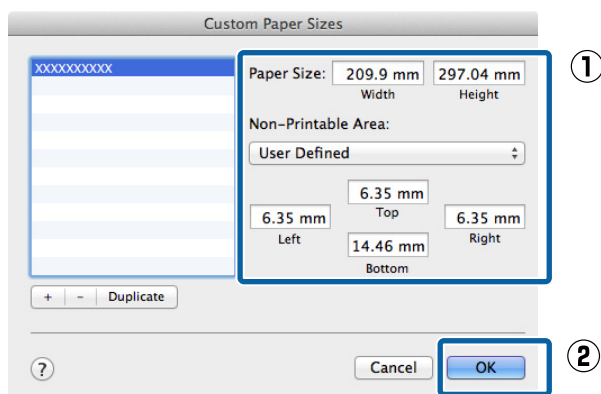 Custom Paper Sizes
XXXXXXXXXX
Paper Size: 209.9 mm 297.04 mm
Width Height
Non-Printable Area:
User Defined
6.35 mm
Top
6.35 mm 6.35 mm
Left Right
14.46 mm
Bottom
+ - Duplicate
? Cancel OK
1
2